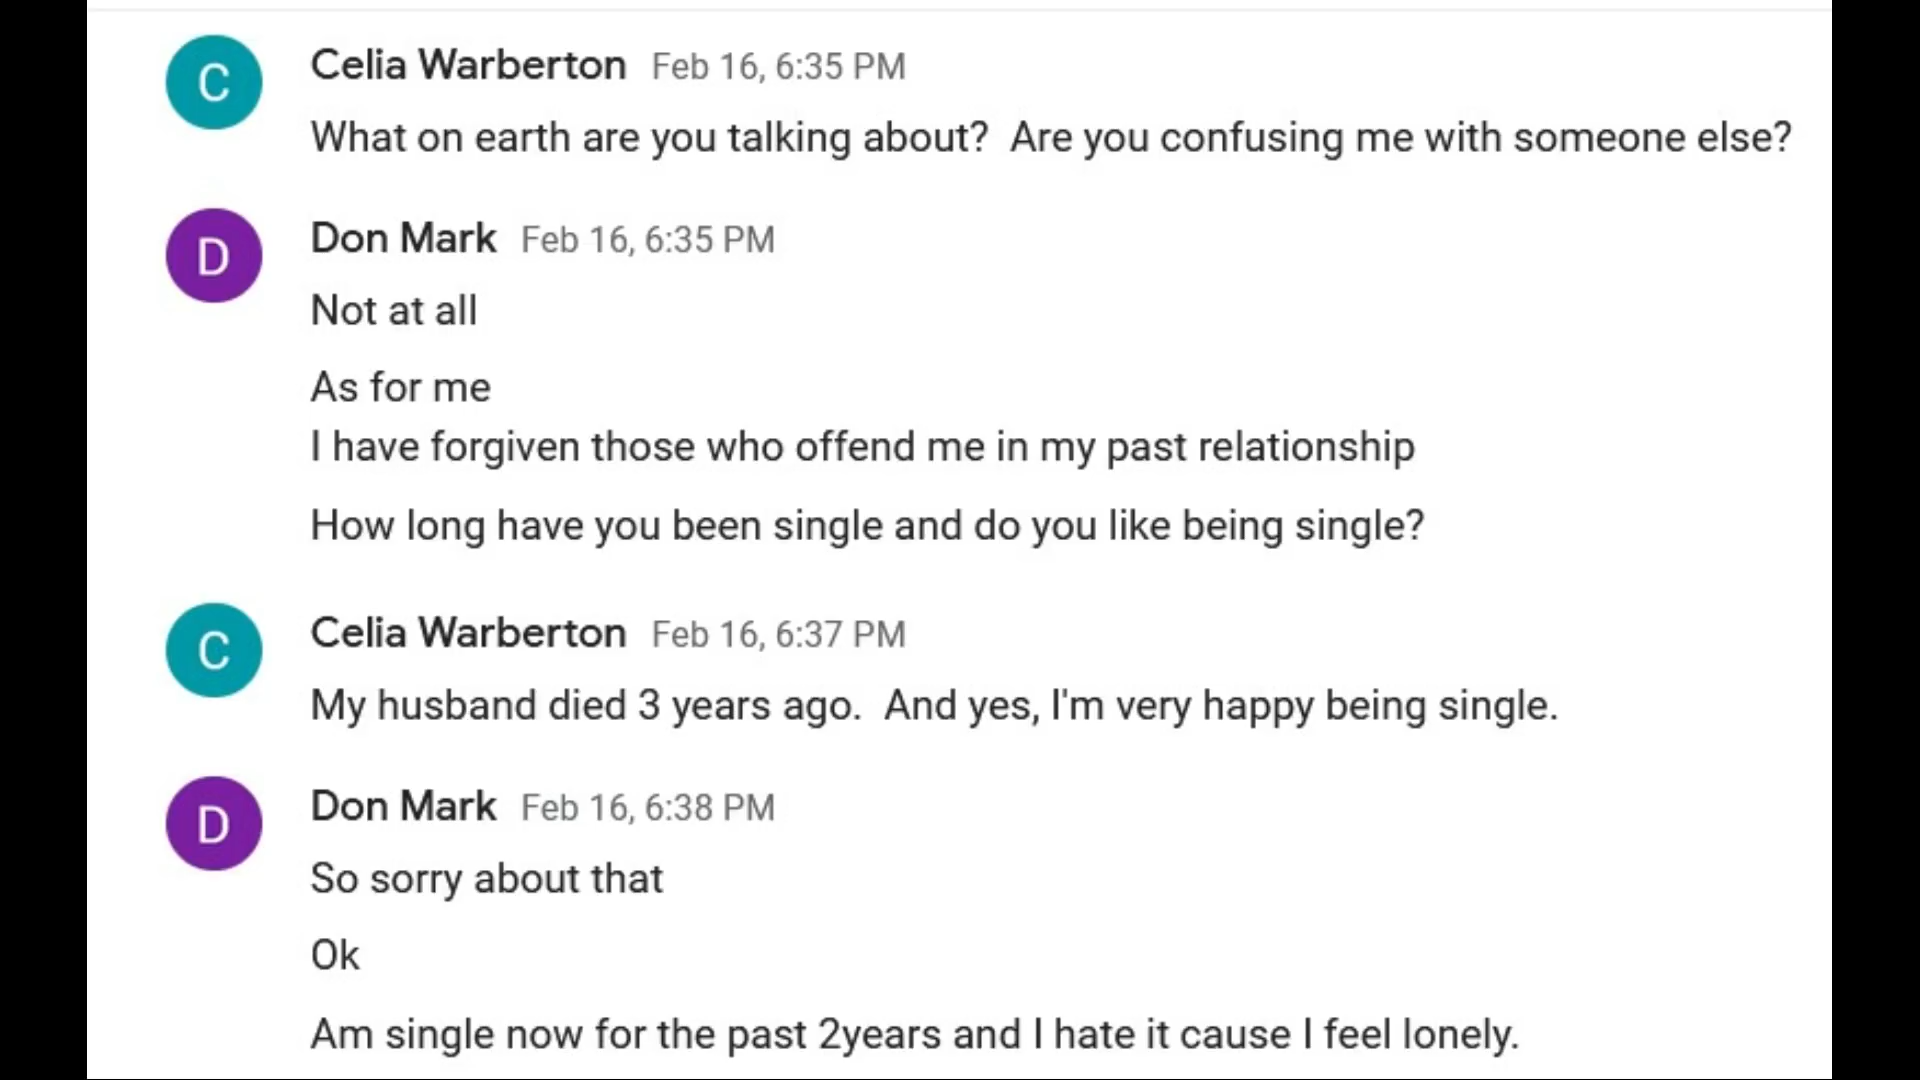 C
Celia Warberton Feb 16, 6:35 PM
What on earth are you talking about?  Are you confusing me with someone else?
D
Don Mark Feb 16, 6:35 PM
Not at all
As for me
I have forgiven those who offend me in my past relationship
How long have you been single and do you like being single?
C
Celia Warberton Feb 16, 6:37 PM
My husband died 3 years ago.  And yes, I'm very happy being single.
D
Don Mark Feb 16, 6:38 PM
So sorry about that
Ok
Am single now for the past 2years and I hate it cause I feel lonely.